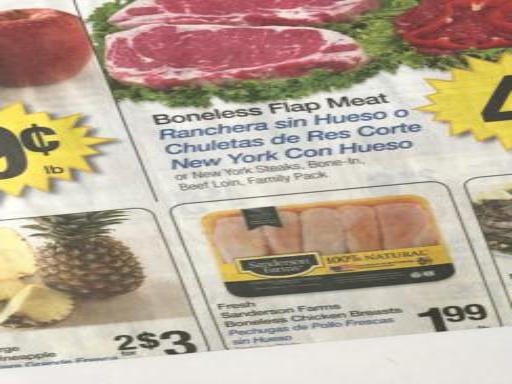 9¢
lb
4
Boneless Flap Meat
Ranchera sin Hueso o
Chuletas de Res Corte
New York Con Hueso
or New York Steaks, Bone-In,
Beef Loin, Family Pack
Sanderson
Farms
100% NATURAL
Fresh
Sanderson Farms
Boneless Chicken Breasts
Pechugas de Pollo Frescas
sin Hueso
1.99
2 $3
for